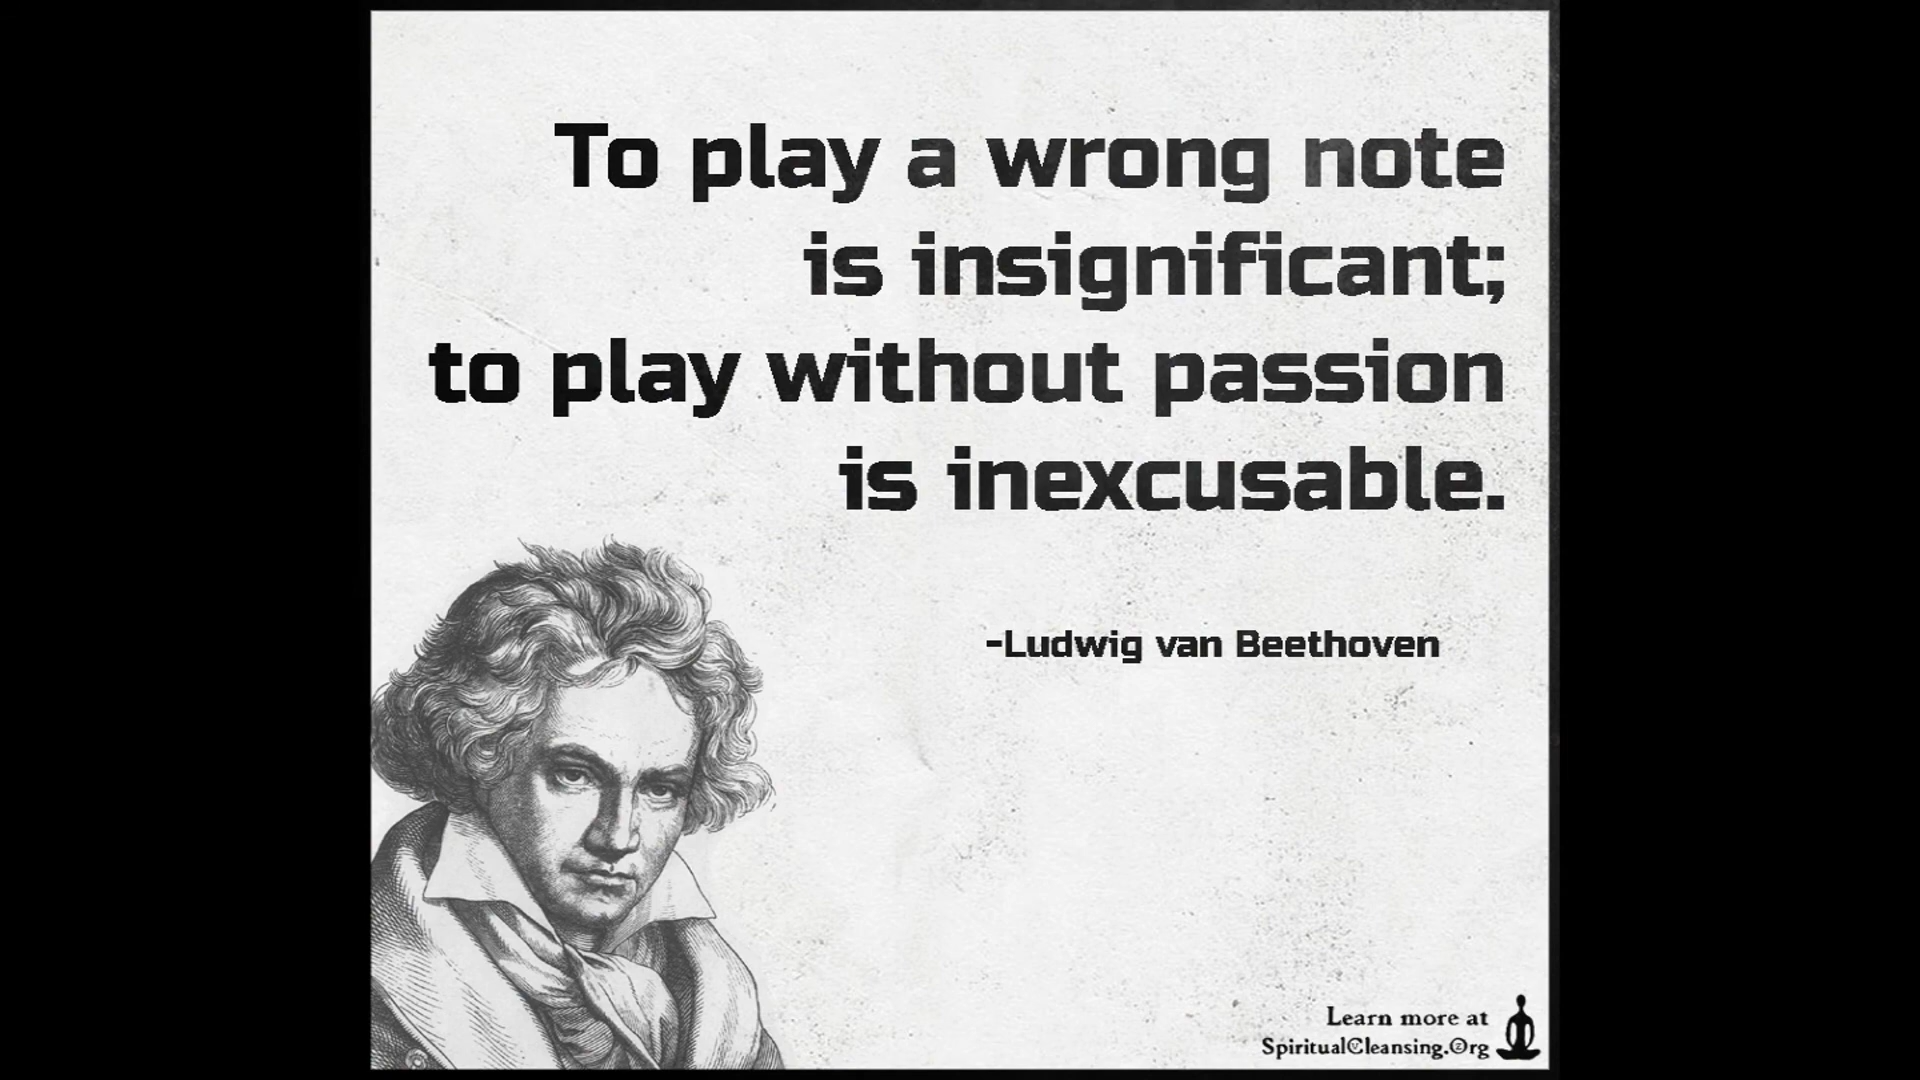 To play a wrong note
is insignificant;
to play without passion
is inexcusable.
-Ludwig van Beethoven
Learn more at
SpiritualCleansing.Org